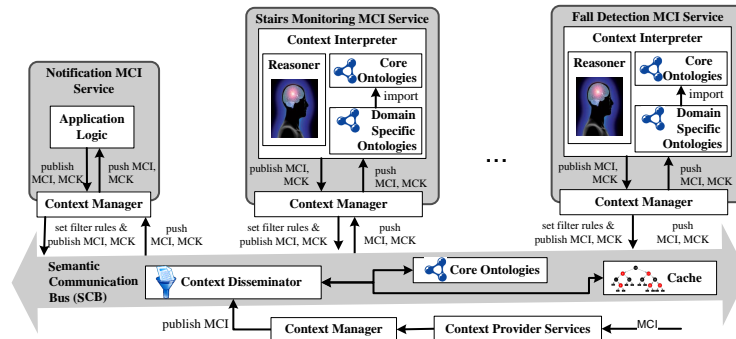 Stairs Monitoring MCI Service
Context Interpreter
Reasoner
Core
Ontologies
import
Domain
Specific
Ontologies
publish MCI,
MCK
push
MCI, MCK
Context Manager
set filter rules &
publish MCI, MCK
push
MCI, MCK
Notification MCI
Service
Application
Logic
publish
MCI, MCK
push MCI,
MCK
Context Manager
set filter rules &
publish MCI, MCK
push
MCI, MCK
...
Fall Detection MCI Service
Context Interpreter
Reasoner
Core
Ontologies
import
Domain
Specific
Ontologies
publish MCI,
MCK
push
MCI, MCK
Context Manager
set filter rules &
publish MCI, MCK
push
MCI, MCK
Semantic
Communication
Bus (SCB)
Context Disseminator
Core Ontologies
Cache
publish MCI
Context Manager
Context Provider Services
MCI